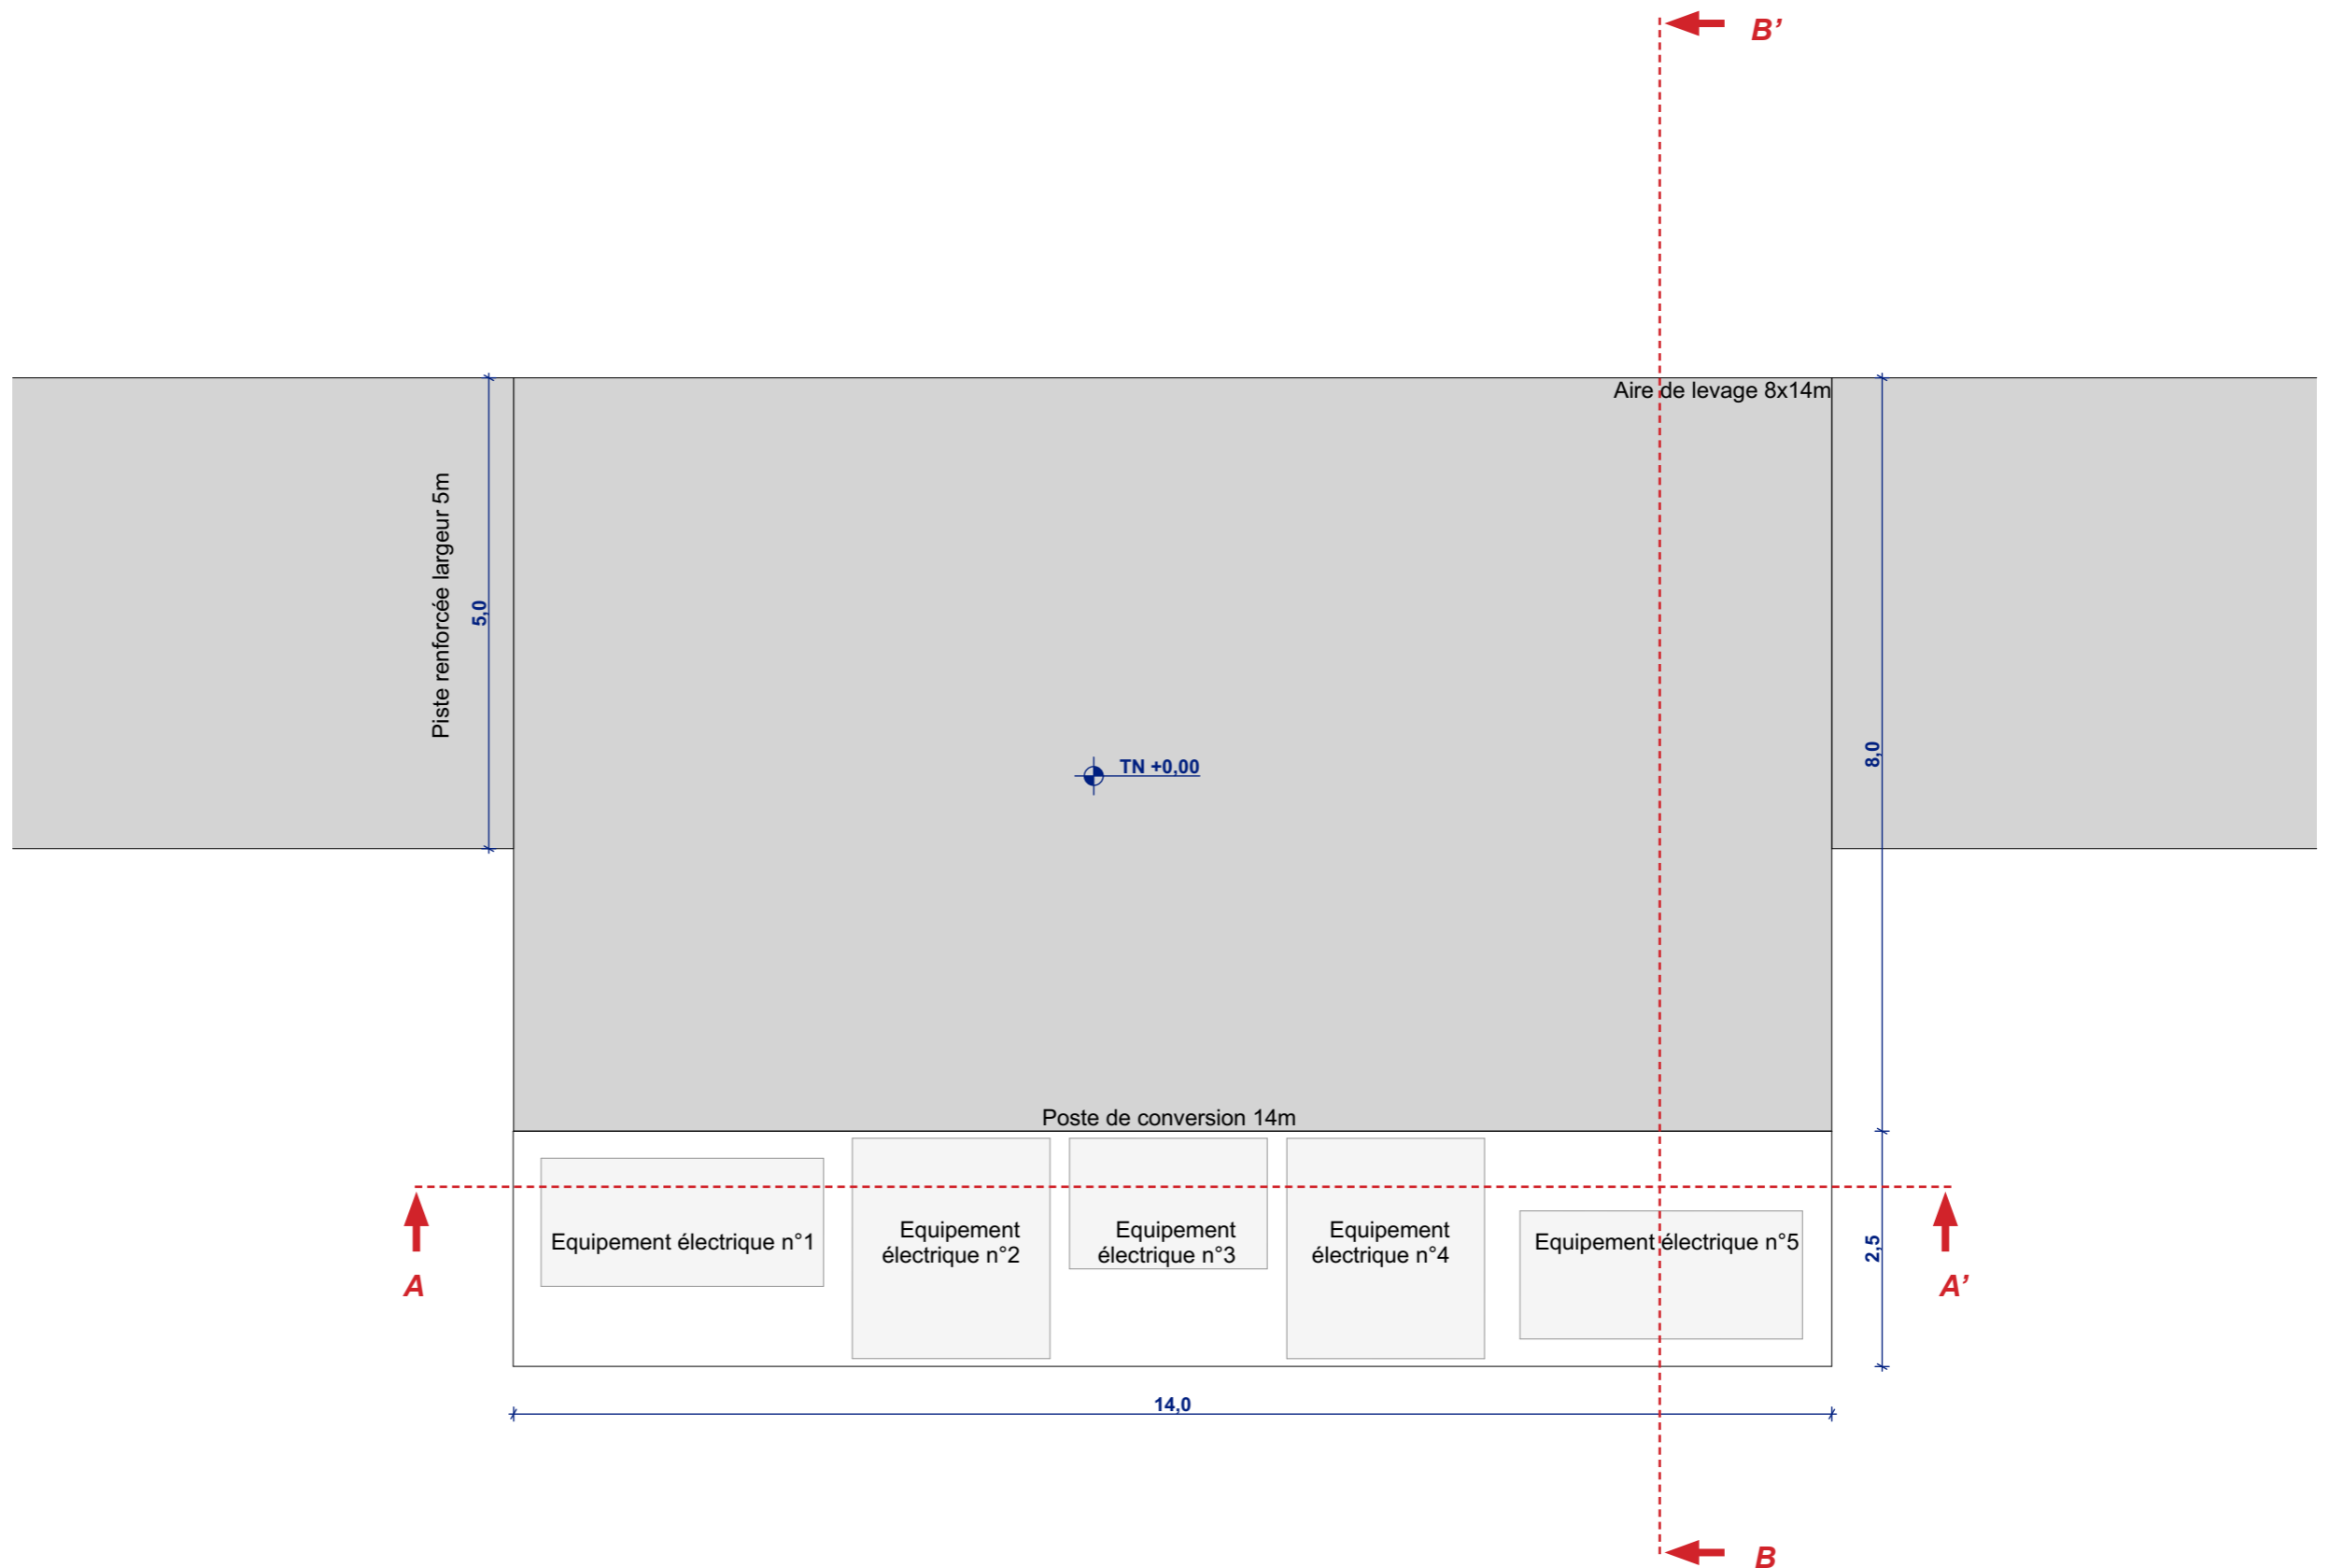 B’
Aire de levage 8x14m
Piste renforcée largeur 5m
5,0
8,0
TN +0,00
Poste de conversion 14m
Equipement électrique n°1
Equipement
électrique n°2
Equipement
électrique n°3
Equipement
électrique n°4
Equipement électrique n°5
2,5
A
A’
14,0
B